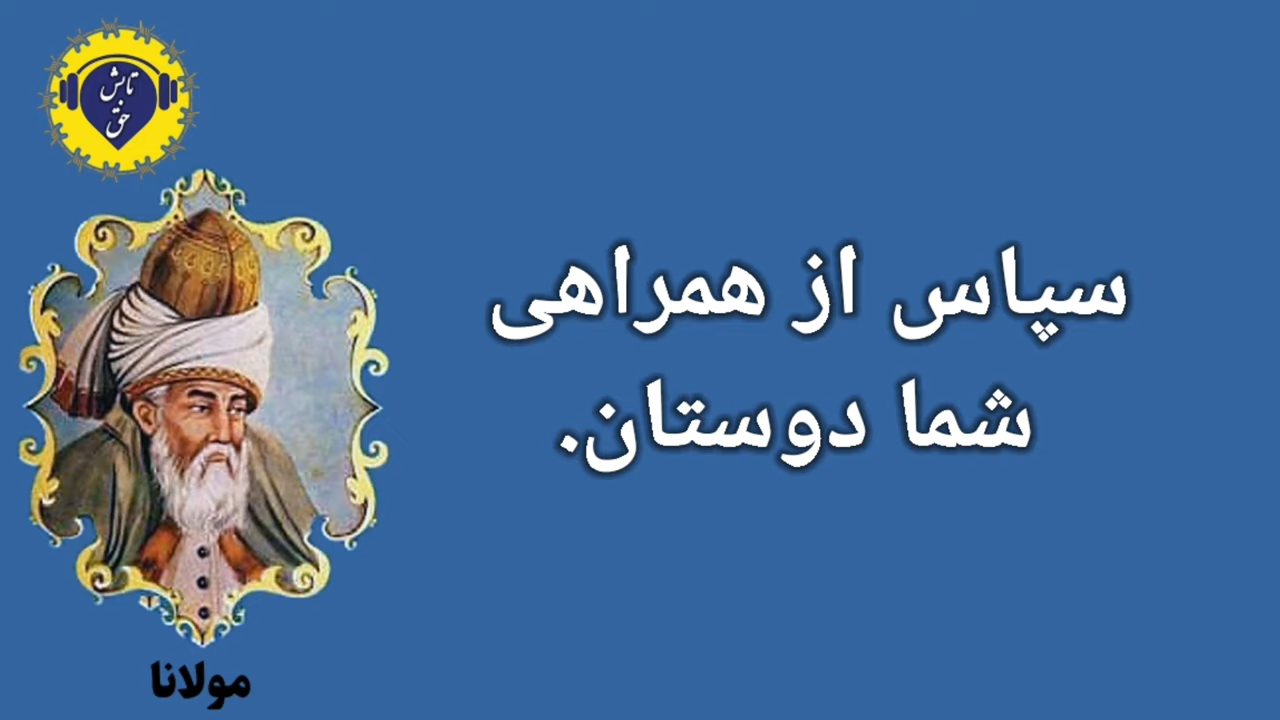 تابش
حق
سپاس از همراهی
شما دوستان.
مولانا